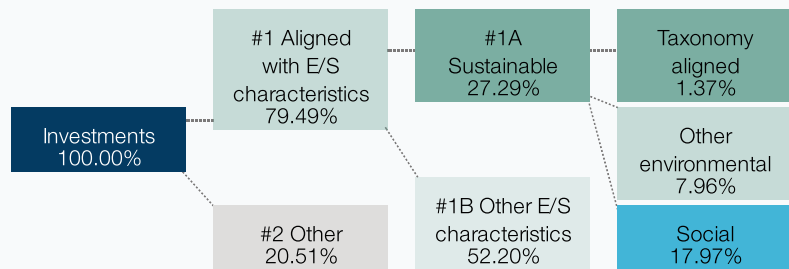 Investments
100.00%
#1 Aligned
with E/S
characteristics
79.49%
#2 Other
20.51%
#1A
Sustainable
27.29%
#1B Other E/S
characteristics
52.20%
Taxonomy
aligned
1.37%
Other
environmental
7.96%
Social
17.97%